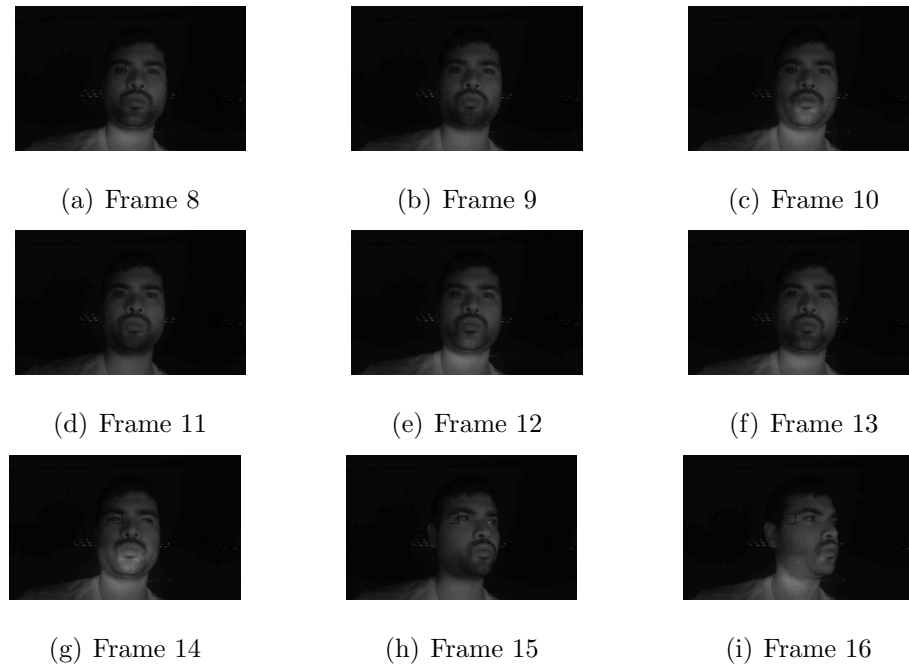 (a) Frame 8
(b) Frame 9
(c) Frame 10
(d) Frame 11
(e) Frame 12
(f) Frame 13
(g) Frame 14
(h) Frame 15
(i) Frame 16